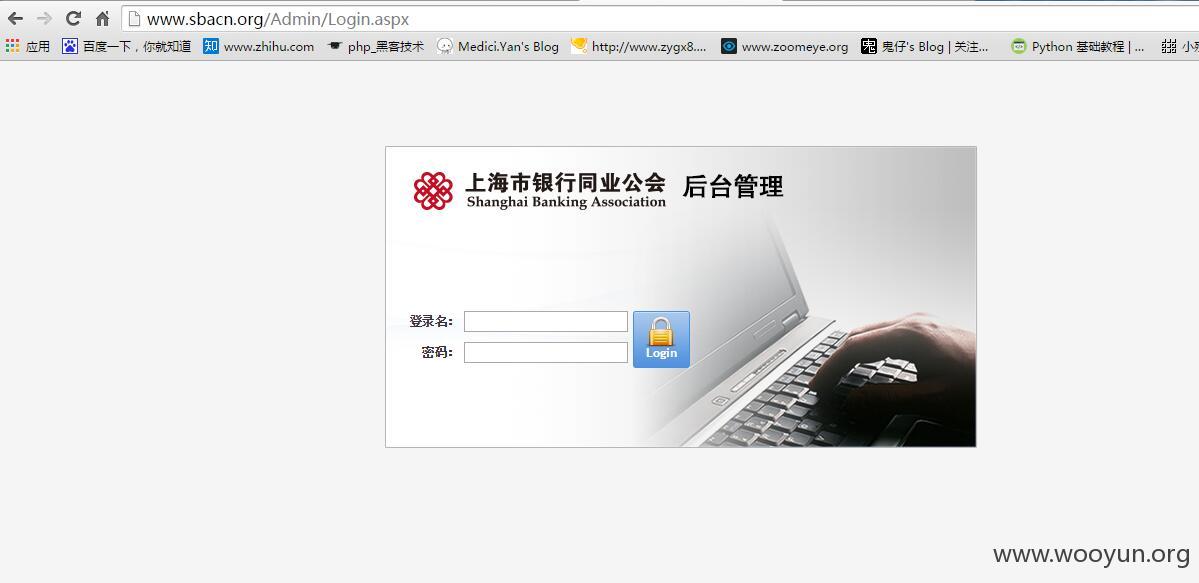 www.sbacn.org/Admin/Login.aspx
应用 百度一下，你就知道 知 www.zhihu.com php_黑客技术 Medici.Yan's Blog http://www.zygx8.... www.zoomeye.org 鬼仔's Blog | 关注... Python 基础教程 | ...
上海市银行同业公会 后台管理
Shanghai Banking Association
登录名：
密码：
Login
www.wooyun.org